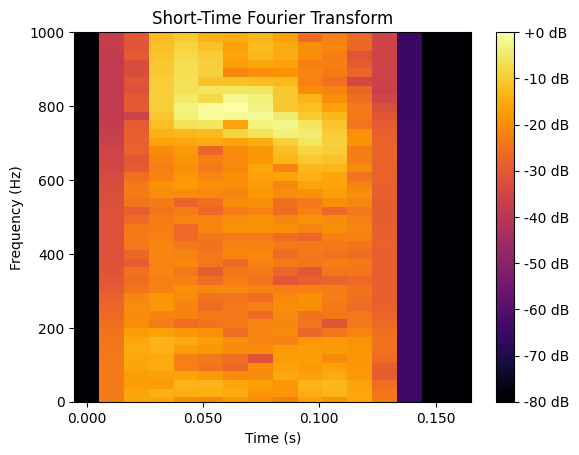 Short-Time Fourier Transform
1000
800
600
400
200
0
Frequency (Hz)
0.000
0.050
0.100
0.150
Time (s)
+0 dB
-10 dB
-20 dB
-30 dB
-40 dB
-50 dB
-60 dB
-70 dB
-80 dB